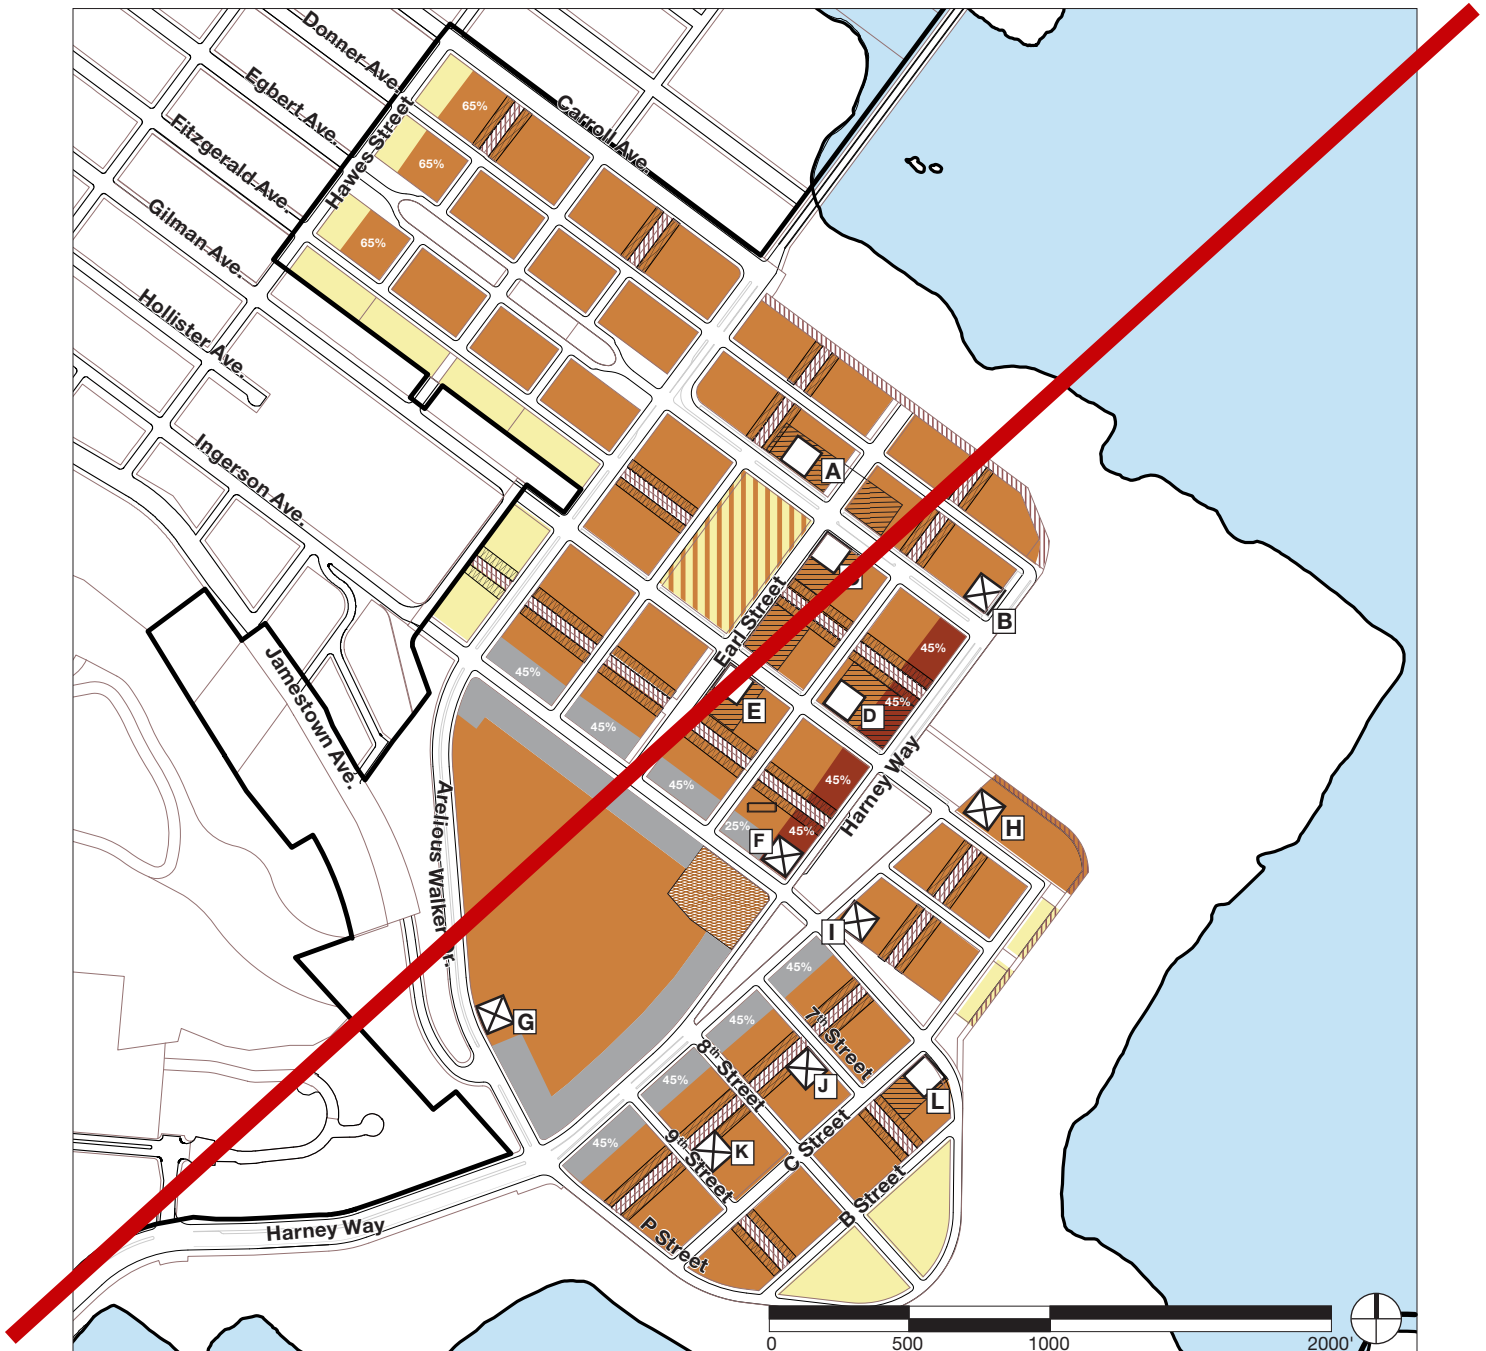 Donner Ave.
Egbert Ave.
Fitzgerald Ave.
Gilman Ave.
Hollister Ave.
Ingerson Ave.
Hawes Street
Carroll Ave.
65%
65%
65%
A
B
Earl Street
45%
45%
45%
E
D
45%
45%
45%
25%
45%
F
Harney Way
H
I
Jamestown Ave.
Arelious Walker Dr.
G
45%
45%
45%
45%
7th Street
8th Street
9th Street
J
K
L
C Street
B Street
P Street
Harney Way
0 500 1000 2000'